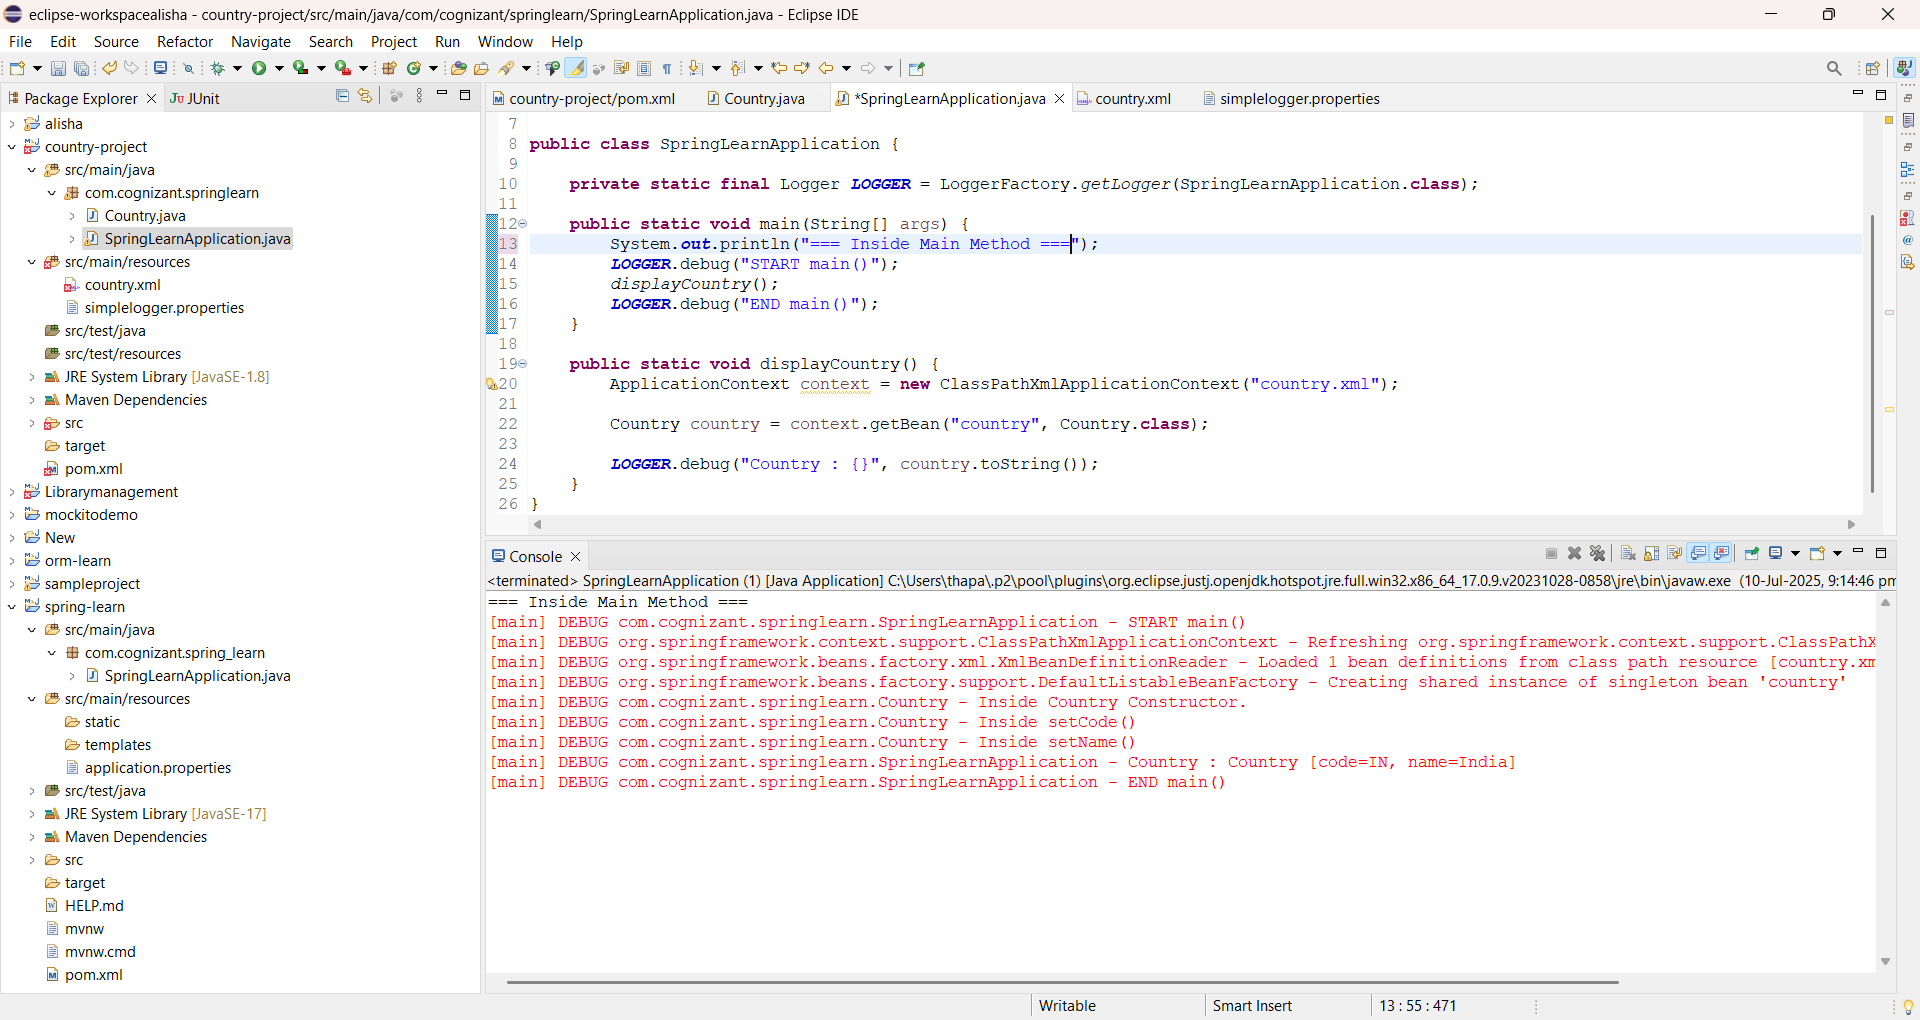 eclipse-workspacealisha - country-project/src/main/java/com/cognizant/springlearn/SpringLearnApplication.java - Eclipse IDE
File Edit Source Refactor Navigate Search Project Run Window Help
Package Explorer
JUnit
alisha
country-project
src/main/java
com.cognizant.springlearn
Country.java
SpringLearnApplication.java
src/main/resources
country.xml
simplelogger.properties
src/test/java
src/test/resources
JRE System Library [JavaSE-1.8]
Maven Dependencies
src
target
pom.xml
Librarymanagement
mockitodemo
New
orm-learn
sampleproject
spring-learn
src/main/java
com.cognizant.spring_learn
SpringLearnApplication.java
src/main/resources
static
templates
application.properties
src/test/java
JRE System Library [JavaSE-17]
Maven Dependencies
src
target
HELP.md
mvnw
mvnw.cmd
pom.xml
country-project/pom.xml
Country.java
*SpringLearnApplication.java
country.xml
simplelogger.properties
7
8 public class SpringLearnApplication {
9
10 private static final Logger LOGGER = LoggerFactory.getLogger(SpringLearnApplication.class);
11
12 public static void main(String[] args) {
13 System.out.println("=== Inside Main Method ===");
14 LOGGER.debug("START main()");
15 displayCountry();
16 LOGGER.debug("END main()");
17 }
18
19 public static void displayCountry() {
20 ApplicationContext context = new ClassPathXmlApplicationContext("country.xml");
21
22 Country country = context.getBean("country", Country.class);
23
24 LOGGER.debug("Country : {}", country.toString());
25 }
26 }
Console
<terminated> SpringLearnApplication (1) [Java Application] C:\Users\thapa\.p2\pool\plugins\org.eclipse.justj.openjdk.hotspot.jre.full.win32.x86_64_17.0.9.v20231028-0858\jre\bin\javaw.exe (10-Jul-2025, 9:14:46 pm
=== Inside Main Method ===
[main] DEBUG com.cognizant.springlearn.SpringLearnApplication - START main()
[main] DEBUG org.springframework.context.support.ClassPathXmlApplicationContext - Refreshing org.springframework.context.support.ClassPathX
[main] DEBUG org.springframework.beans.factory.xml.XmlBeanDefinitionReader - Loaded 1 bean definitions from class path resource [country.xm
[main] DEBUG org.springframework.beans.factory.support.DefaultListableBeanFactory - Creating shared instance of singleton bean 'country'
[main] DEBUG com.cognizant.springlearn.Country - Inside Country Constructor.
[main] DEBUG com.cognizant.springlearn.Country - Inside setCode()
[main] DEBUG com.cognizant.springlearn.Country - Inside setName()
[main] DEBUG com.cognizant.springlearn.SpringLearnApplication - Country : Country [code=IN, name=India]
[main] DEBUG com.cognizant.springlearn.SpringLearnApplication - END main()
Writable
Smart Insert
13 : 55 : 471